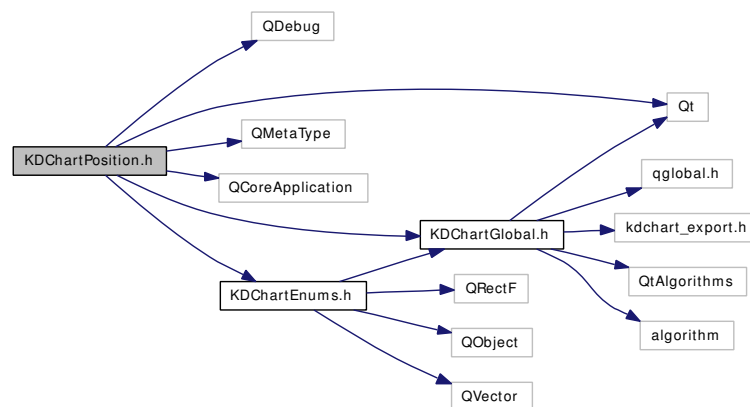 QDebug
Qt
QMetaType
KDChartPosition.h
qglobal.h
QCoreApplication
kdchart_export.h
KDChartGlobal.h
QtAlgorithms
QRectF
KDChartEnums.h
algorithm
QObject
QVector